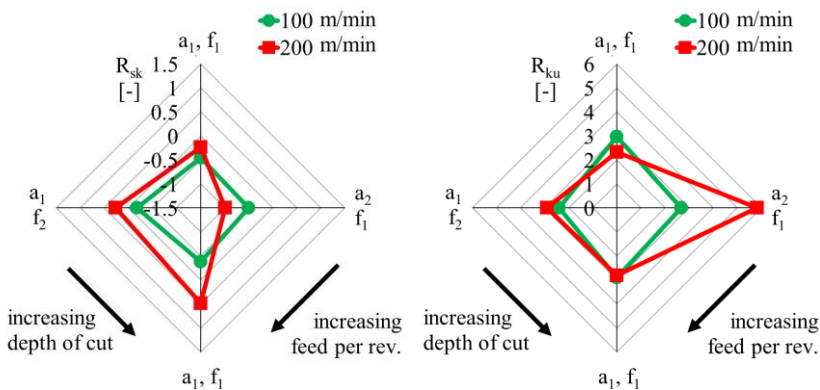 100 m/min
200 m/min
a1, f1
Rsk
[-]
1.5
1
0.5
0
-0.5
-1
-1.5
a1
f2
a2
f1
increasing
depth of cut
increasing
feed per rev.
a1, f1
100 m/min
200 m/min
a1, f1
Rku
[-]
6
5
4
3
2
1
0
a1
f2
a2
f1
increasing
depth of cut
increasing
feed per rev.
a1, f1